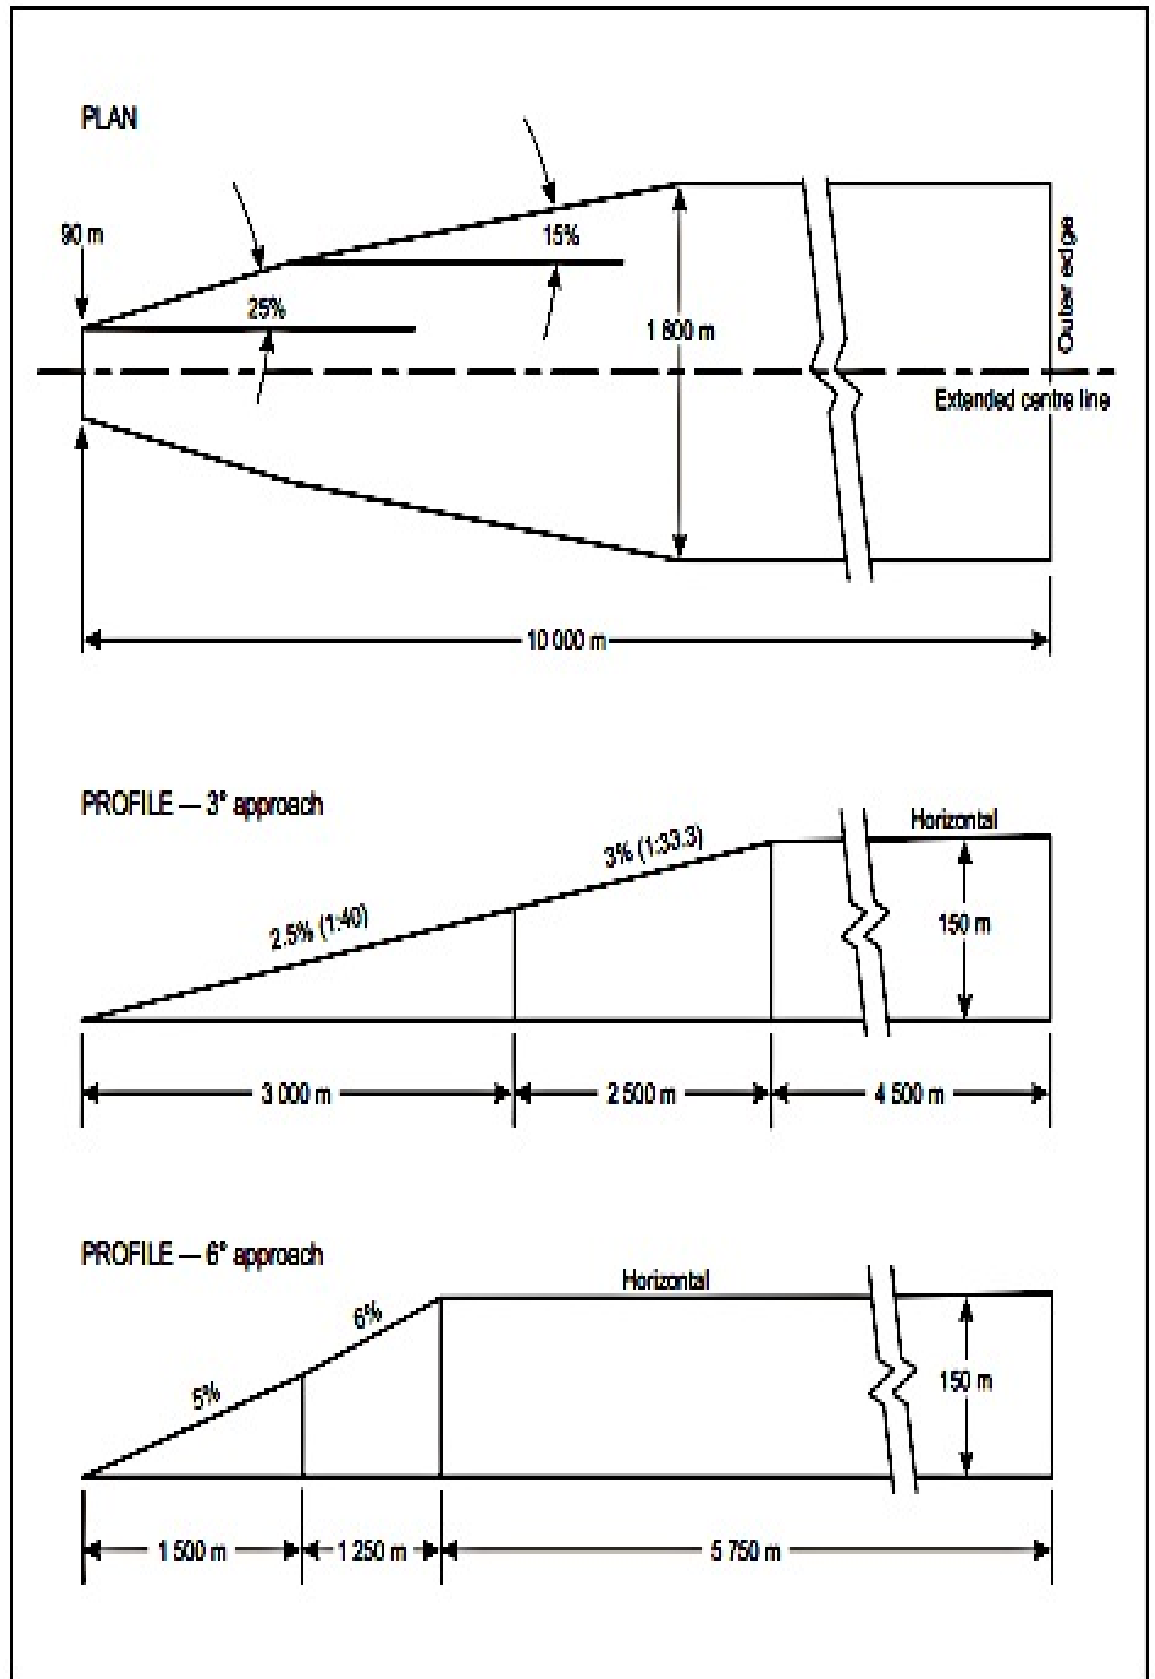 PLAN
90 m
15%
25%
1 800 m
Outer edge
Extended centre line
10 000 m
PROFILE — 3° approach
Horizontal
3% (1:33.3)
2.5% (1:40)
150 m
3 000 m
2 500 m
4 500 m
PROFILE — 6° approach
Horizontal
6%
5%
150 m
1 500 m
1 250 m
5 750 m